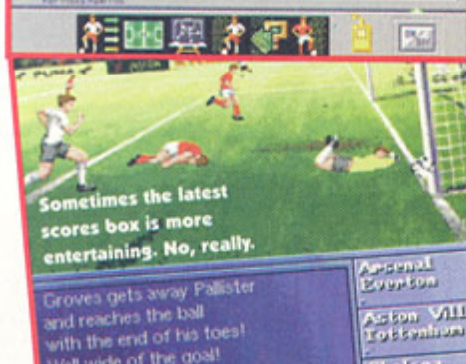 Sometimes the latest
scores box is more
entertaining. No, really.
Groves gets away Pallister
and reaches the ball
with the end of his toes!
Well wide of the goal!
Arsenal
Everton
Aston Vill
Tottenham